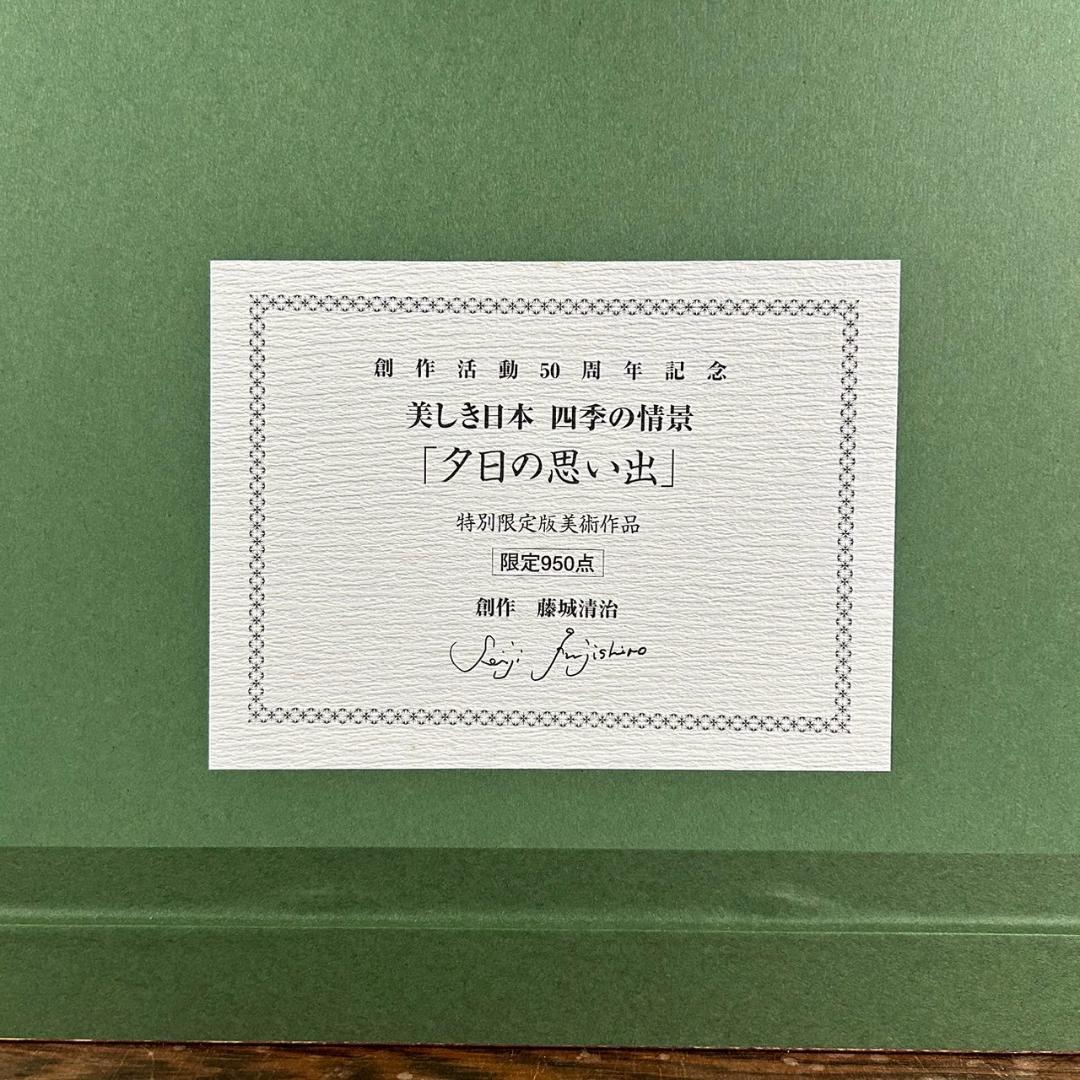 創作活動50周年記念
美しき日本 四季の情景
「夕日の思い出」
特別限定版美術作品
限定950点
創作 藤城清治
Seiji Fujishiro